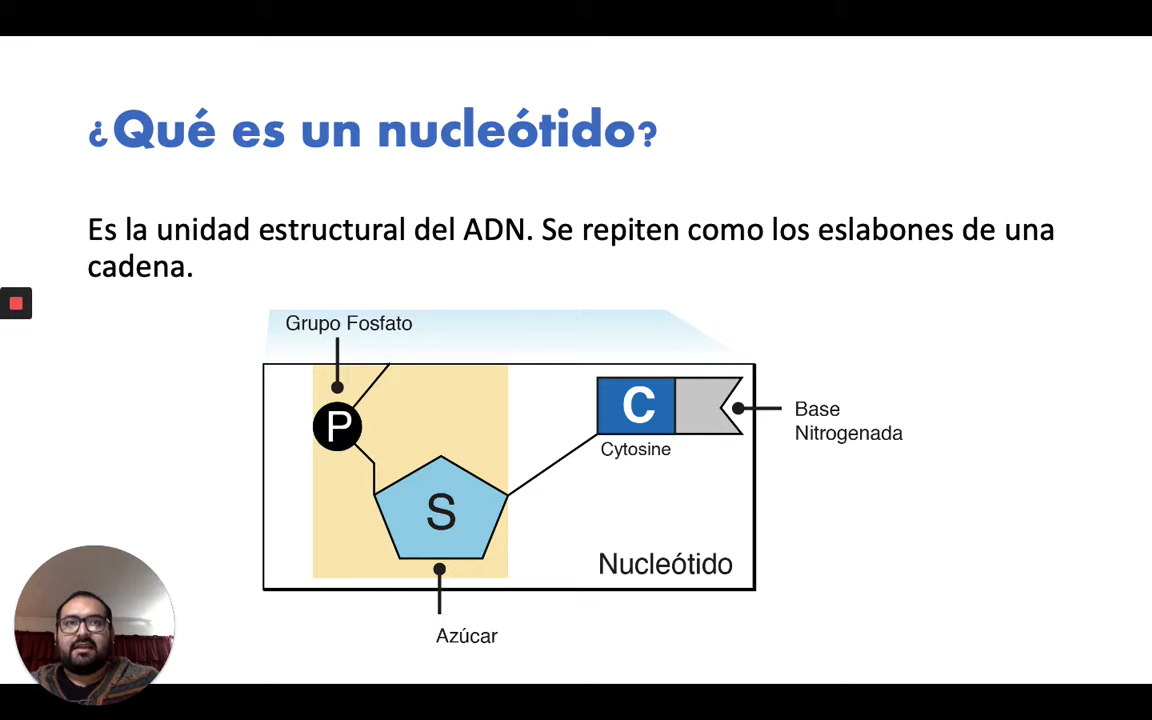 ¿Qué es un nucleótido?
Es la unidad estructural del ADN. Se repiten como los eslabones de una
cadena.
Grupo Fosfato
P
C
Base
Nitrogenada
Cytosine
S
Nucleótido
Azúcar